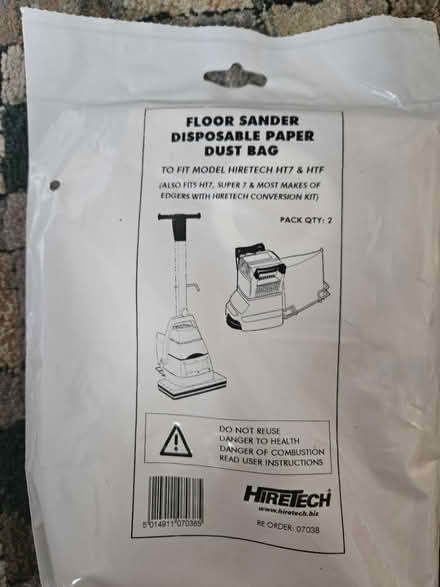 FLOOR SANDER
DISPOSABLE PAPER
DUST BAG
TO FIT MODEL HIRETECH HT7 & HTF
(ALSO FITS HT7, SUPER 7 & MOST MAKES OF
EDGERS WITH HIRETECH CONVERSION KIT)
PACK QTY: 2
DO NOT REUSE
DANGER TO HEALTH
DANGER OF COMBUSTION
READ USER INSTRUCTIONS
HIRETECH
www.hiretech.biz
5 014911 070385
RE ORDER: 07038